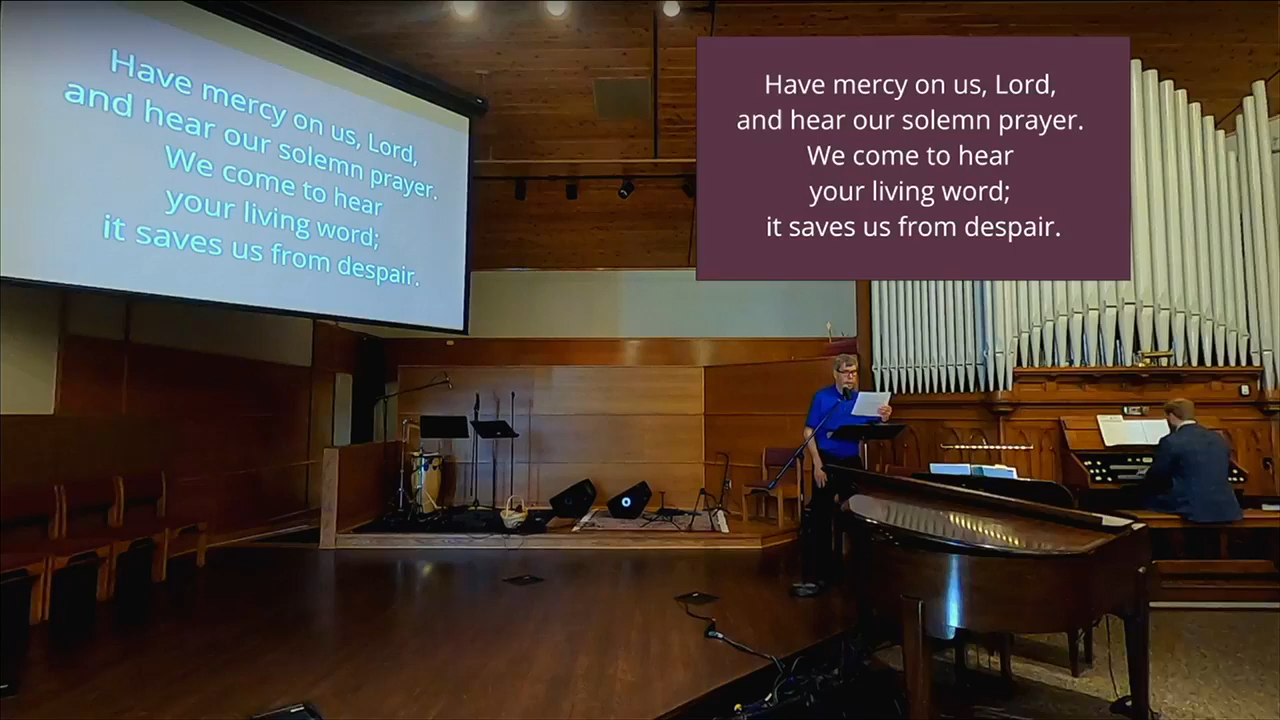 Have mercy on us, Lord,
and hear our solemn prayer.
We come to hear
your living word;
it saves us from despair.
Have mercy on us, Lord,
and hear our solemn prayer.
We come to hear
your living word;
it saves us from despair.